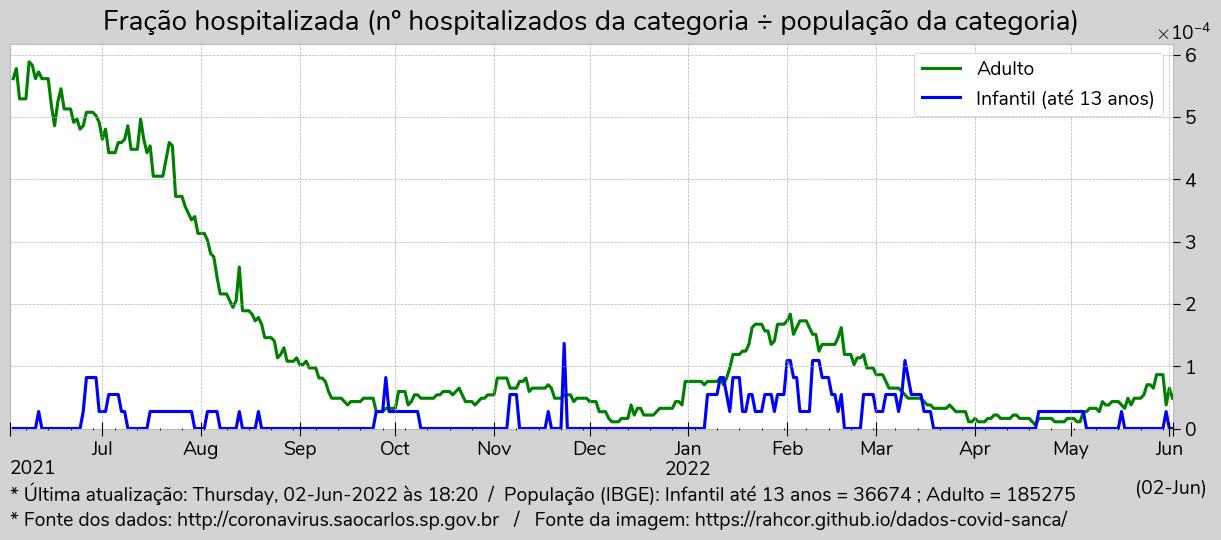 Fração hospitalizada (nº hospitalizados da categoria ÷ população da categoria)
×10⁻⁴
6
5
4
3
2
1
0
Adulto
Infantil (até 13 anos)
Jul Aug Sep Oct Nov Dec Jan Feb Mar Apr May Jun
2021 2022
(02-Jun)
* Última atualização: Thursday, 02-Jun-2022 às 18:20 / População (IBGE): Infantil até 13 anos = 36674 ; Adulto = 185275
* Fonte dos dados: http://coronavirus.saocarlos.sp.gov.br / Fonte da imagem: https://rahcor.github.io/dados-covid-sanca/